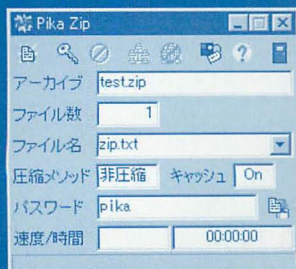 Pika Zip
アーカイブ test.zip
ファイル数 1
ファイル名 zip.txt
圧縮メソッド 非圧縮 キャッシュ On
パスワード pika
速度/時間 00:00:00